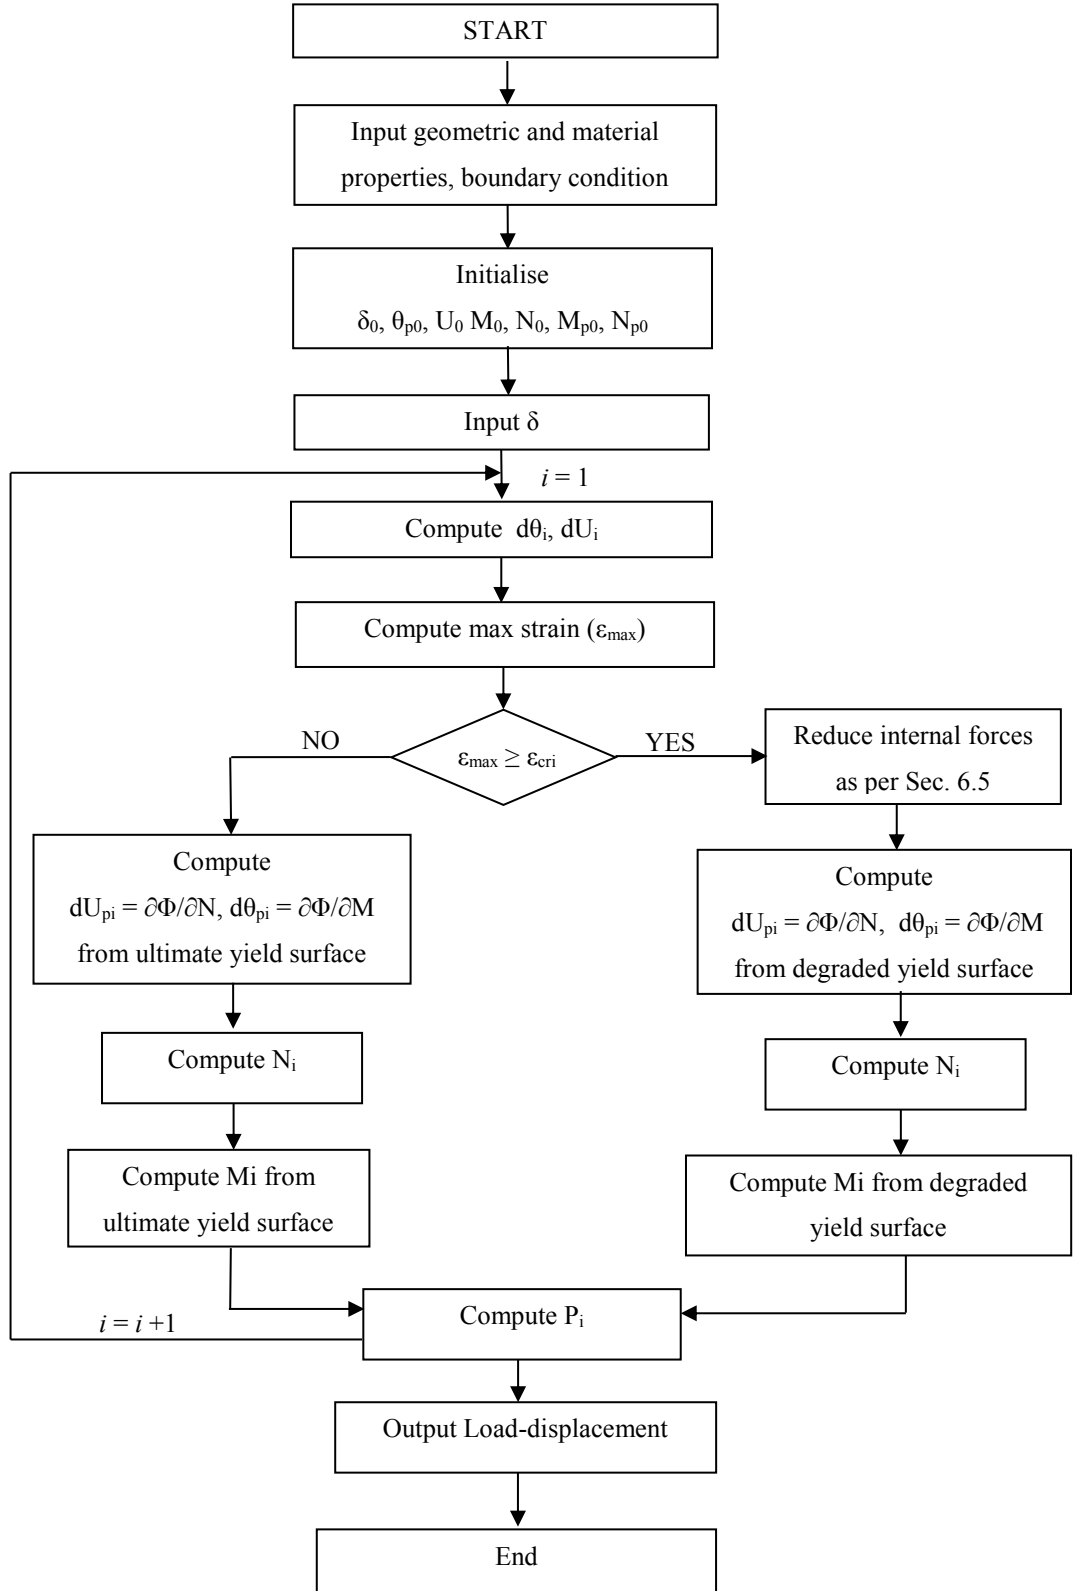 START
Input geometric and material
properties, boundary condition
Initialise
δ₀, θₚ₀, U₀ M₀, N₀, Mₚ₀, Nₚ₀
Input δ
i = 1
Compute dθᵢ, dUᵢ
Compute max strain (εmax)
NO
εmax ≥ εcri
YES
Reduce internal forces
as per Sec. 6.5
Compute
dUpi = ∂Φ/∂N, dθpi = ∂Φ/∂M
from ultimate yield surface
Compute
dUpi = ∂Φ/∂N, dθpi = ∂Φ/∂M
from degraded yield surface
Compute Nᵢ
Compute Nᵢ
Compute Mi from
ultimate yield surface
Compute Mi from degraded
yield surface
Compute Pᵢ
i = i +1
Output Load-displacement
End